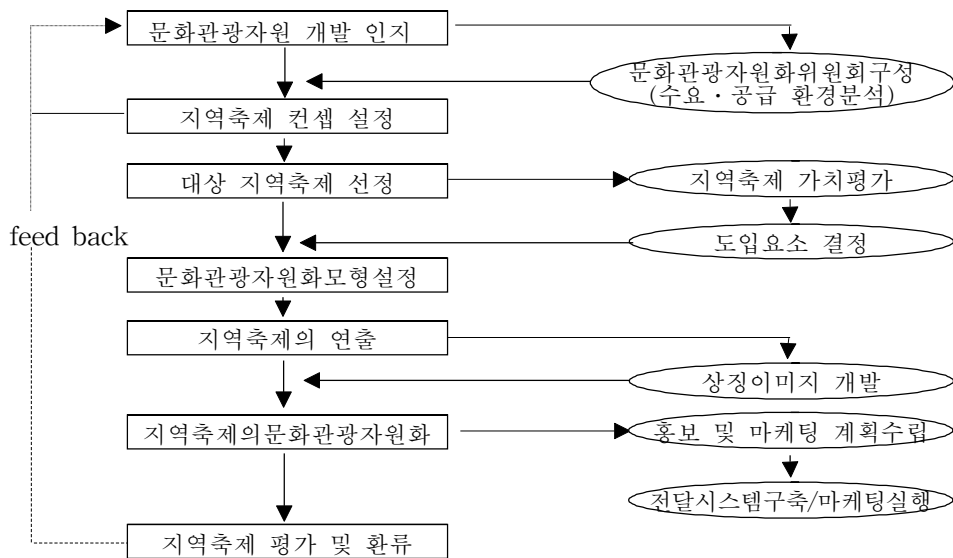 문화관광자원 개발 인지
문화관광자원화위원회구성
(수요·공급 환경분석)
지역축제 컨셉 설정
대상 지역축제 선정
지역축제 가치평가
feed back
도입요소 결정
문화관광자원화모형설정
지역축제의 연출
상징이미지 개발
지역축제의문화관광자원화
홍보 및 마케팅 계획수립
전달시스템구축/마케팅실행
지역축제 평가 및 환류